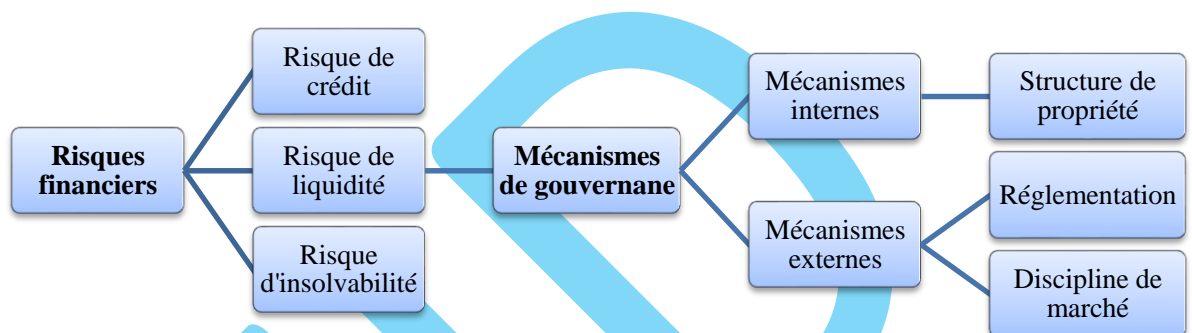 Risques
financiers
Risque de
crédit
Risque de
liquidité
Risque
d'insolvabilité
Mécanismes
de gouvernane
Mécanismes
internes
Mécanismes
externes
Structure de
propriété
Réglementation
Discipline de
marché